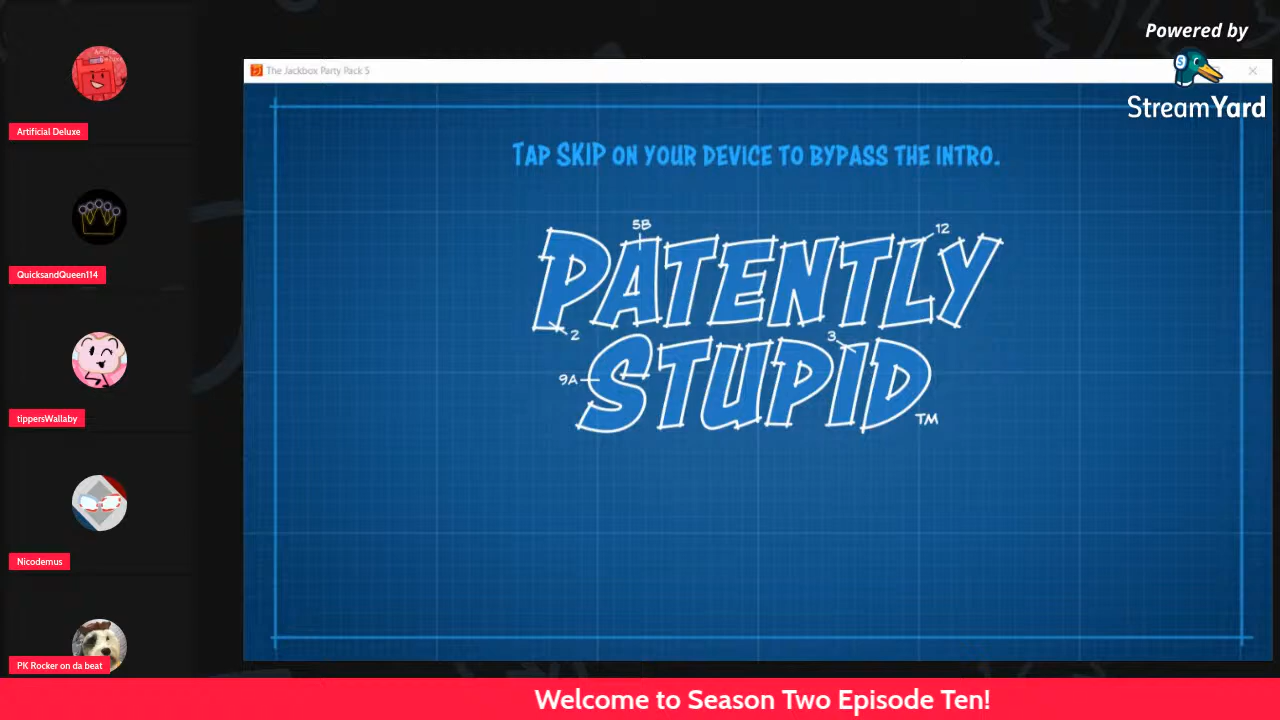 Powered by
StreamYard
Artificial Deluxe
QuicksandQueen114
tippersWallaby
Nicodemus
PK Rocker on da beat
The Jackbox Party Pack 5
TAP SKIP ON YOUR DEVICE TO BYPASS THE INTRO.
5B
12
PATENTLY
2
3
9A
STUPID
TM
Welcome to Season Two Episode Ten!